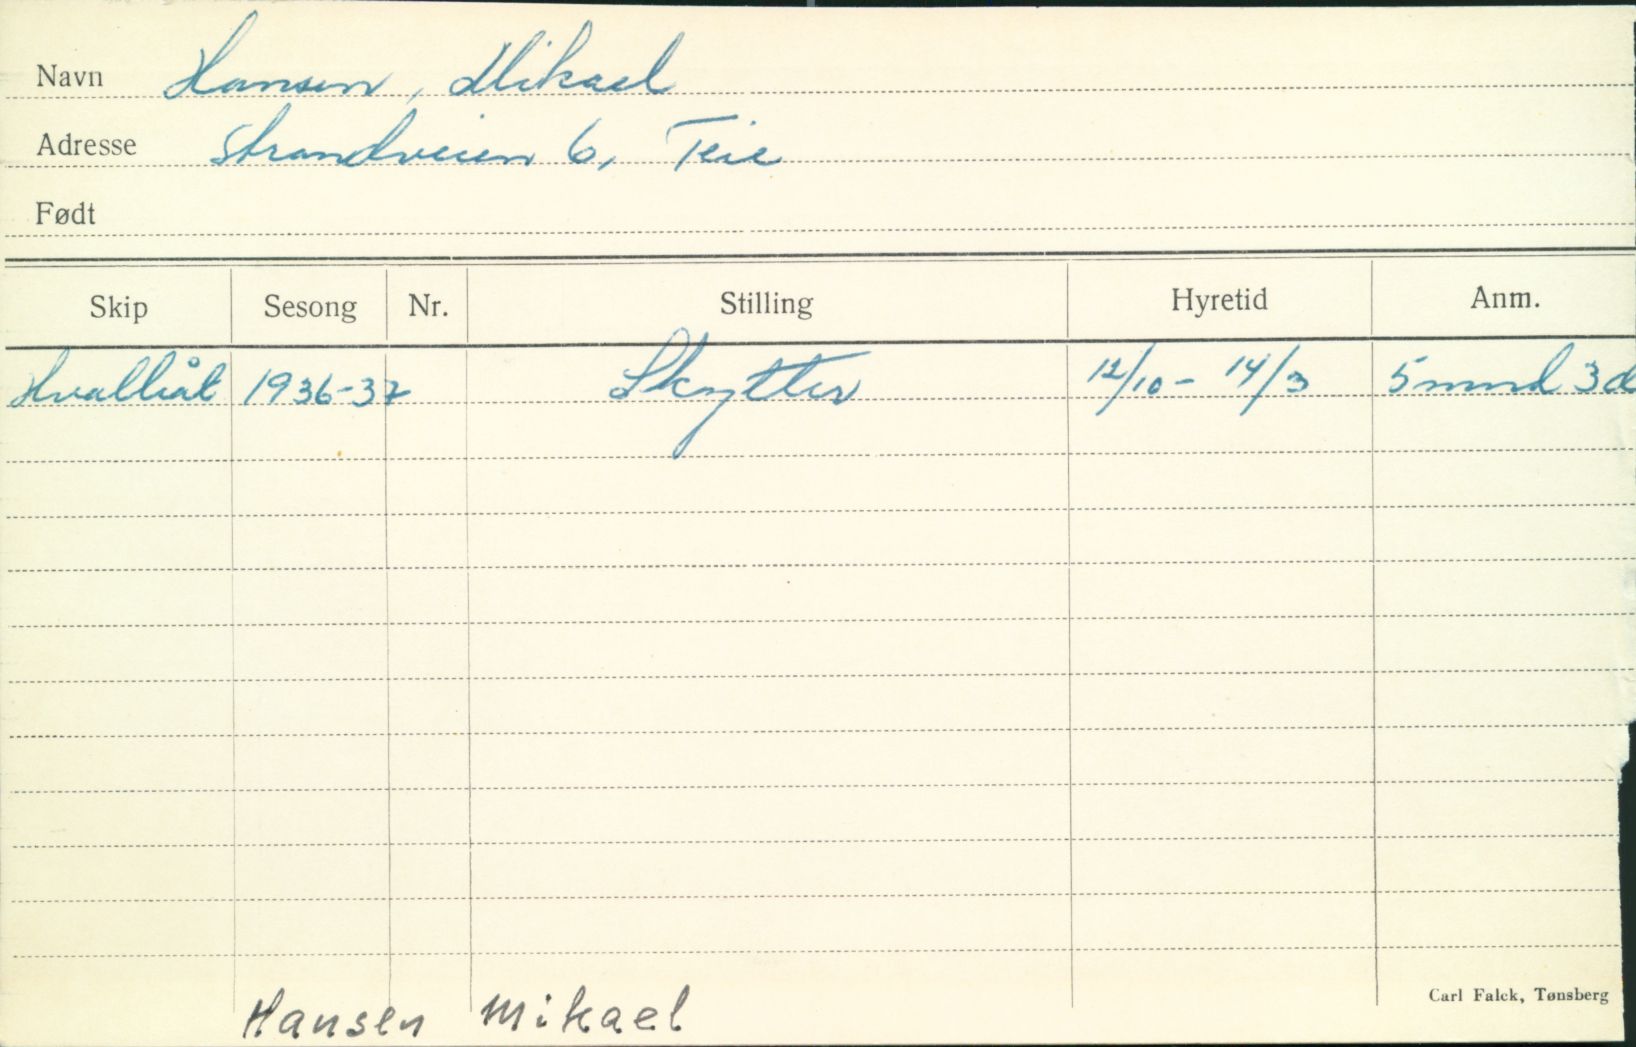 Navn Hansen, Mikael
Adresse Strandveien 6, Teie
Født
Skip Sesong Nr. Stilling Hyretid Anm.
Hvalbåt 1936-37 Skytter 12/10 - 14/3 5 mnd 3d
Carl Falck, Tønsberg
Hansen Mikael